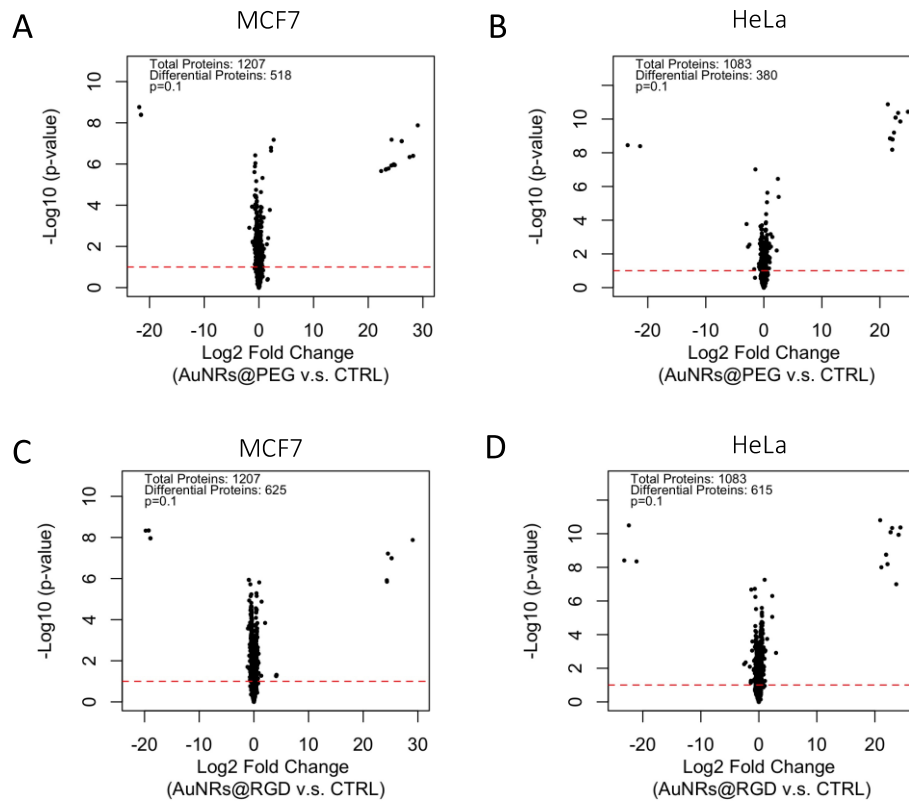 A
MCF7
Total Proteins: 1207
Differential Proteins: 518
p=0.1
-Log10 (p-value)
10
8
6
4
2
0
-20
0
10
20
30
Log2 Fold Change
(AuNRs@PEG v.s. CTRL)
B
HeLa
Total Proteins: 1083
Differential Proteins: 380
p=0.1
-Log10 (p-value)
10
8
6
4
2
0
-20
-10
0
10
20
Log2 Fold Change
(AuNRs@PEG v.s. CTRL)
C
MCF7
Total Proteins: 1207
Differential Proteins: 625
p=0.1
-Log10 (p-value)
10
8
6
4
2
0
-20
0
10
20
30
Log2 Fold Change
(AuNRs@RGD v.s. CTRL)
D
HeLa
Total Proteins: 1083
Differential Proteins: 615
p=0.1
-Log10 (p-value)
10
8
6
4
2
0
-20
-10
0
10
20
Log2 Fold Change
(AuNRs@RGD v.s. CTRL)